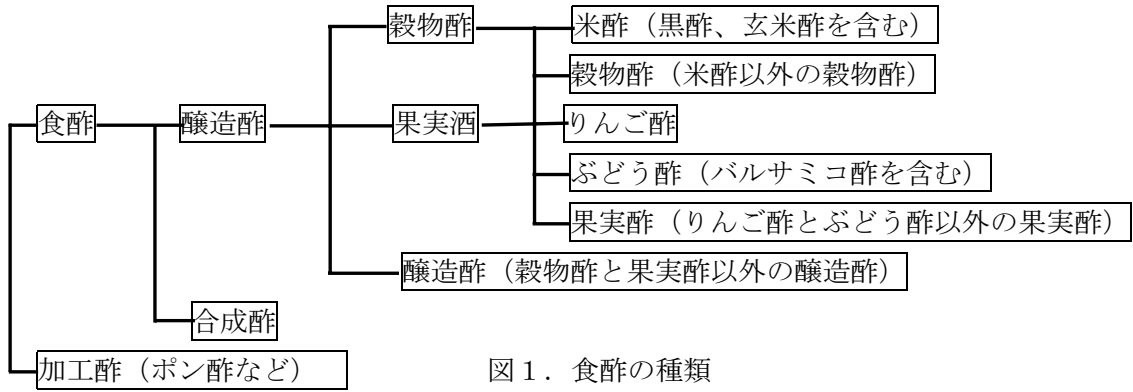 穀物酢
米酢（黒酢、玄米酢を含む）
穀物酢（米酢以外の穀物酢）
食酢
醸造酢
果実酒
りんご酢
ぶどう酢（バルサミコ酢を含む）
果実酢（りんご酢とぶどう酢以外の果実酢）
醸造酢（穀物酢と果実酢以外の醸造酢）
合成酢
加工酢（ポン酢など）
図１．食酢の種類